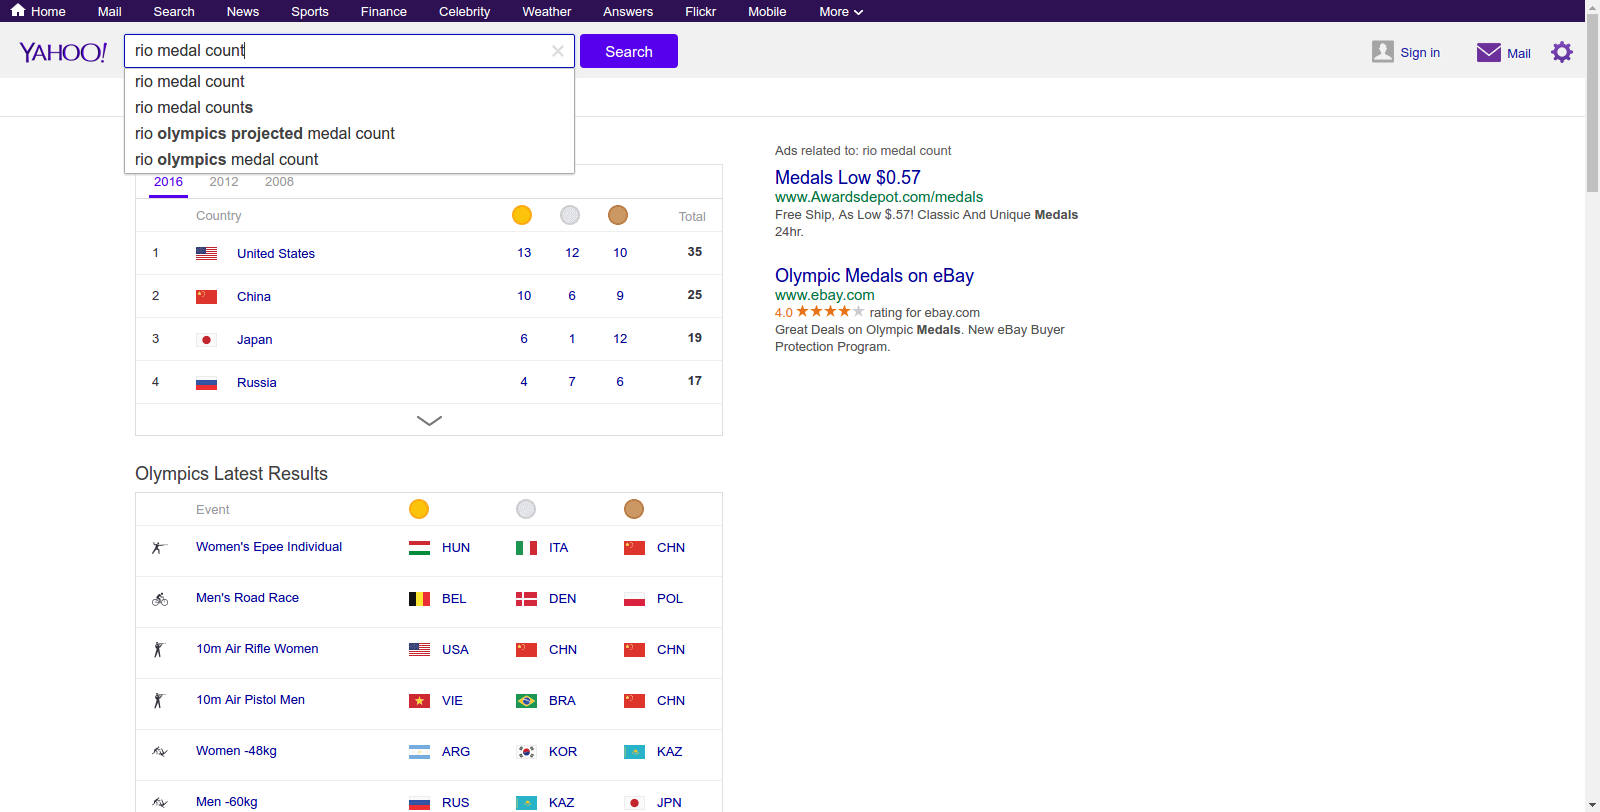 Home Mail Search News Sports Finance Celebrity Weather Answers Flickr Mobile More
YAHOO! rio medal count Search Sign in Mail
rio medal count
rio medal counts
rio olympics projected medal count
rio olympics medal count
2016 2012 2008
Country Total
1 United States 13 12 10 35
2 China 10 6 9 25
3 Japan 6 1 12 19
4 Russia 4 7 6 17
Olympics Latest Results
Event
Women's Epee Individual HUN ITA CHN
Men's Road Race BEL DEN POL
10m Air Rifle Women USA CHN CHN
10m Air Pistol Men VIE BRA CHN
Women -48kg ARG KOR KAZ
Men -60kg RUS KAZ JPN
Ads related to: rio medal count
Medals Low $0.57
www.Awardsdepot.com/medals
Free Ship, As Low $.57! Classic And Unique Medals
24hr.
Olympic Medals on eBay
www.ebay.com
4.0 rating for ebay.com
Great Deals on Olympic Medals. New eBay Buyer
Protection Program.